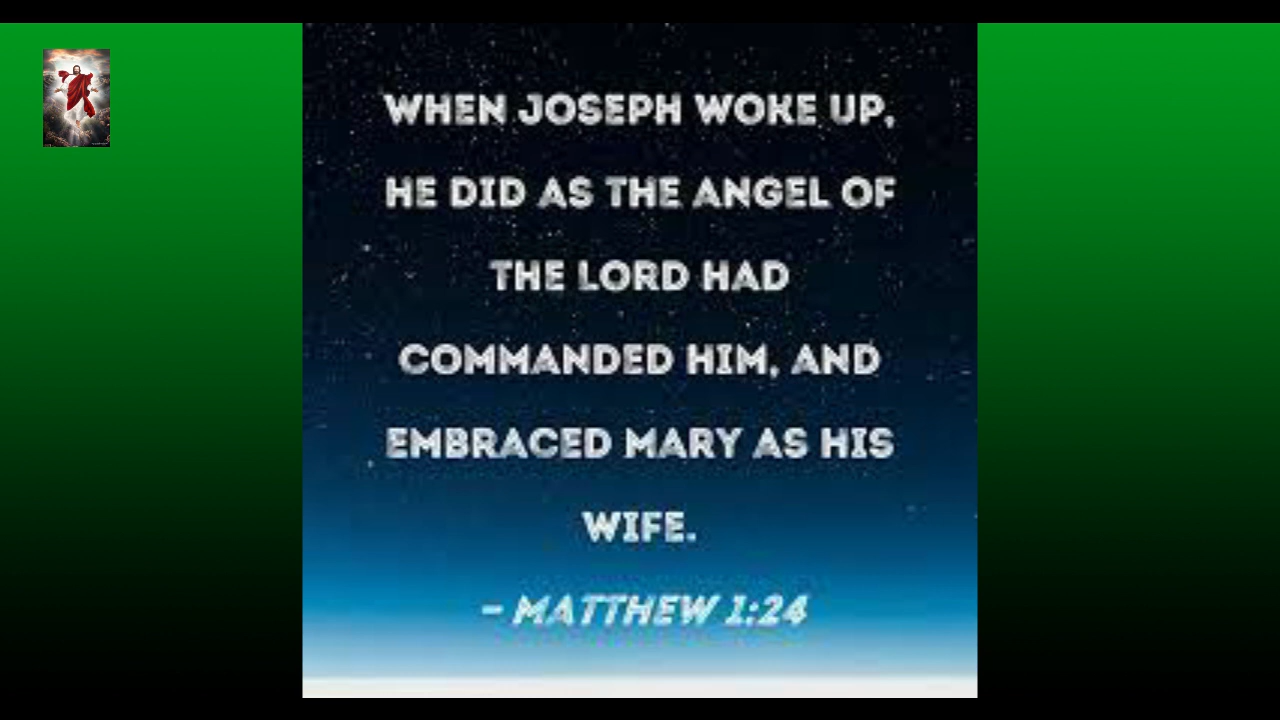 WHEN JOSEPH WOKE UP,
HE DID AS THE ANGEL OF
THE LORD HAD
COMMANDED HIM, AND
EMBRACED MARY AS HIS
WIFE.
- MATTHEW 1:24